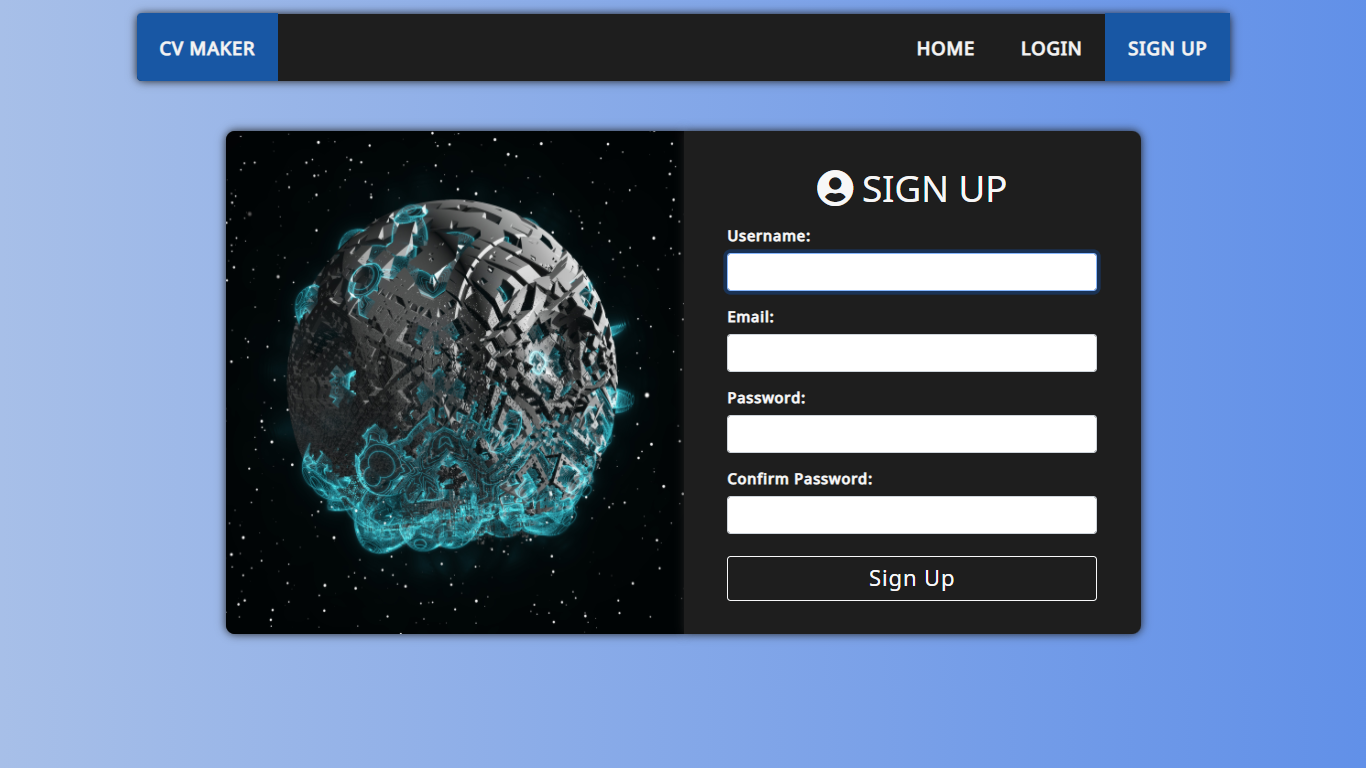 CV MAKER
HOME
LOGIN
SIGN UP
SIGN UP
Username:
Email:
Password:
Confirm Password:
Sign Up